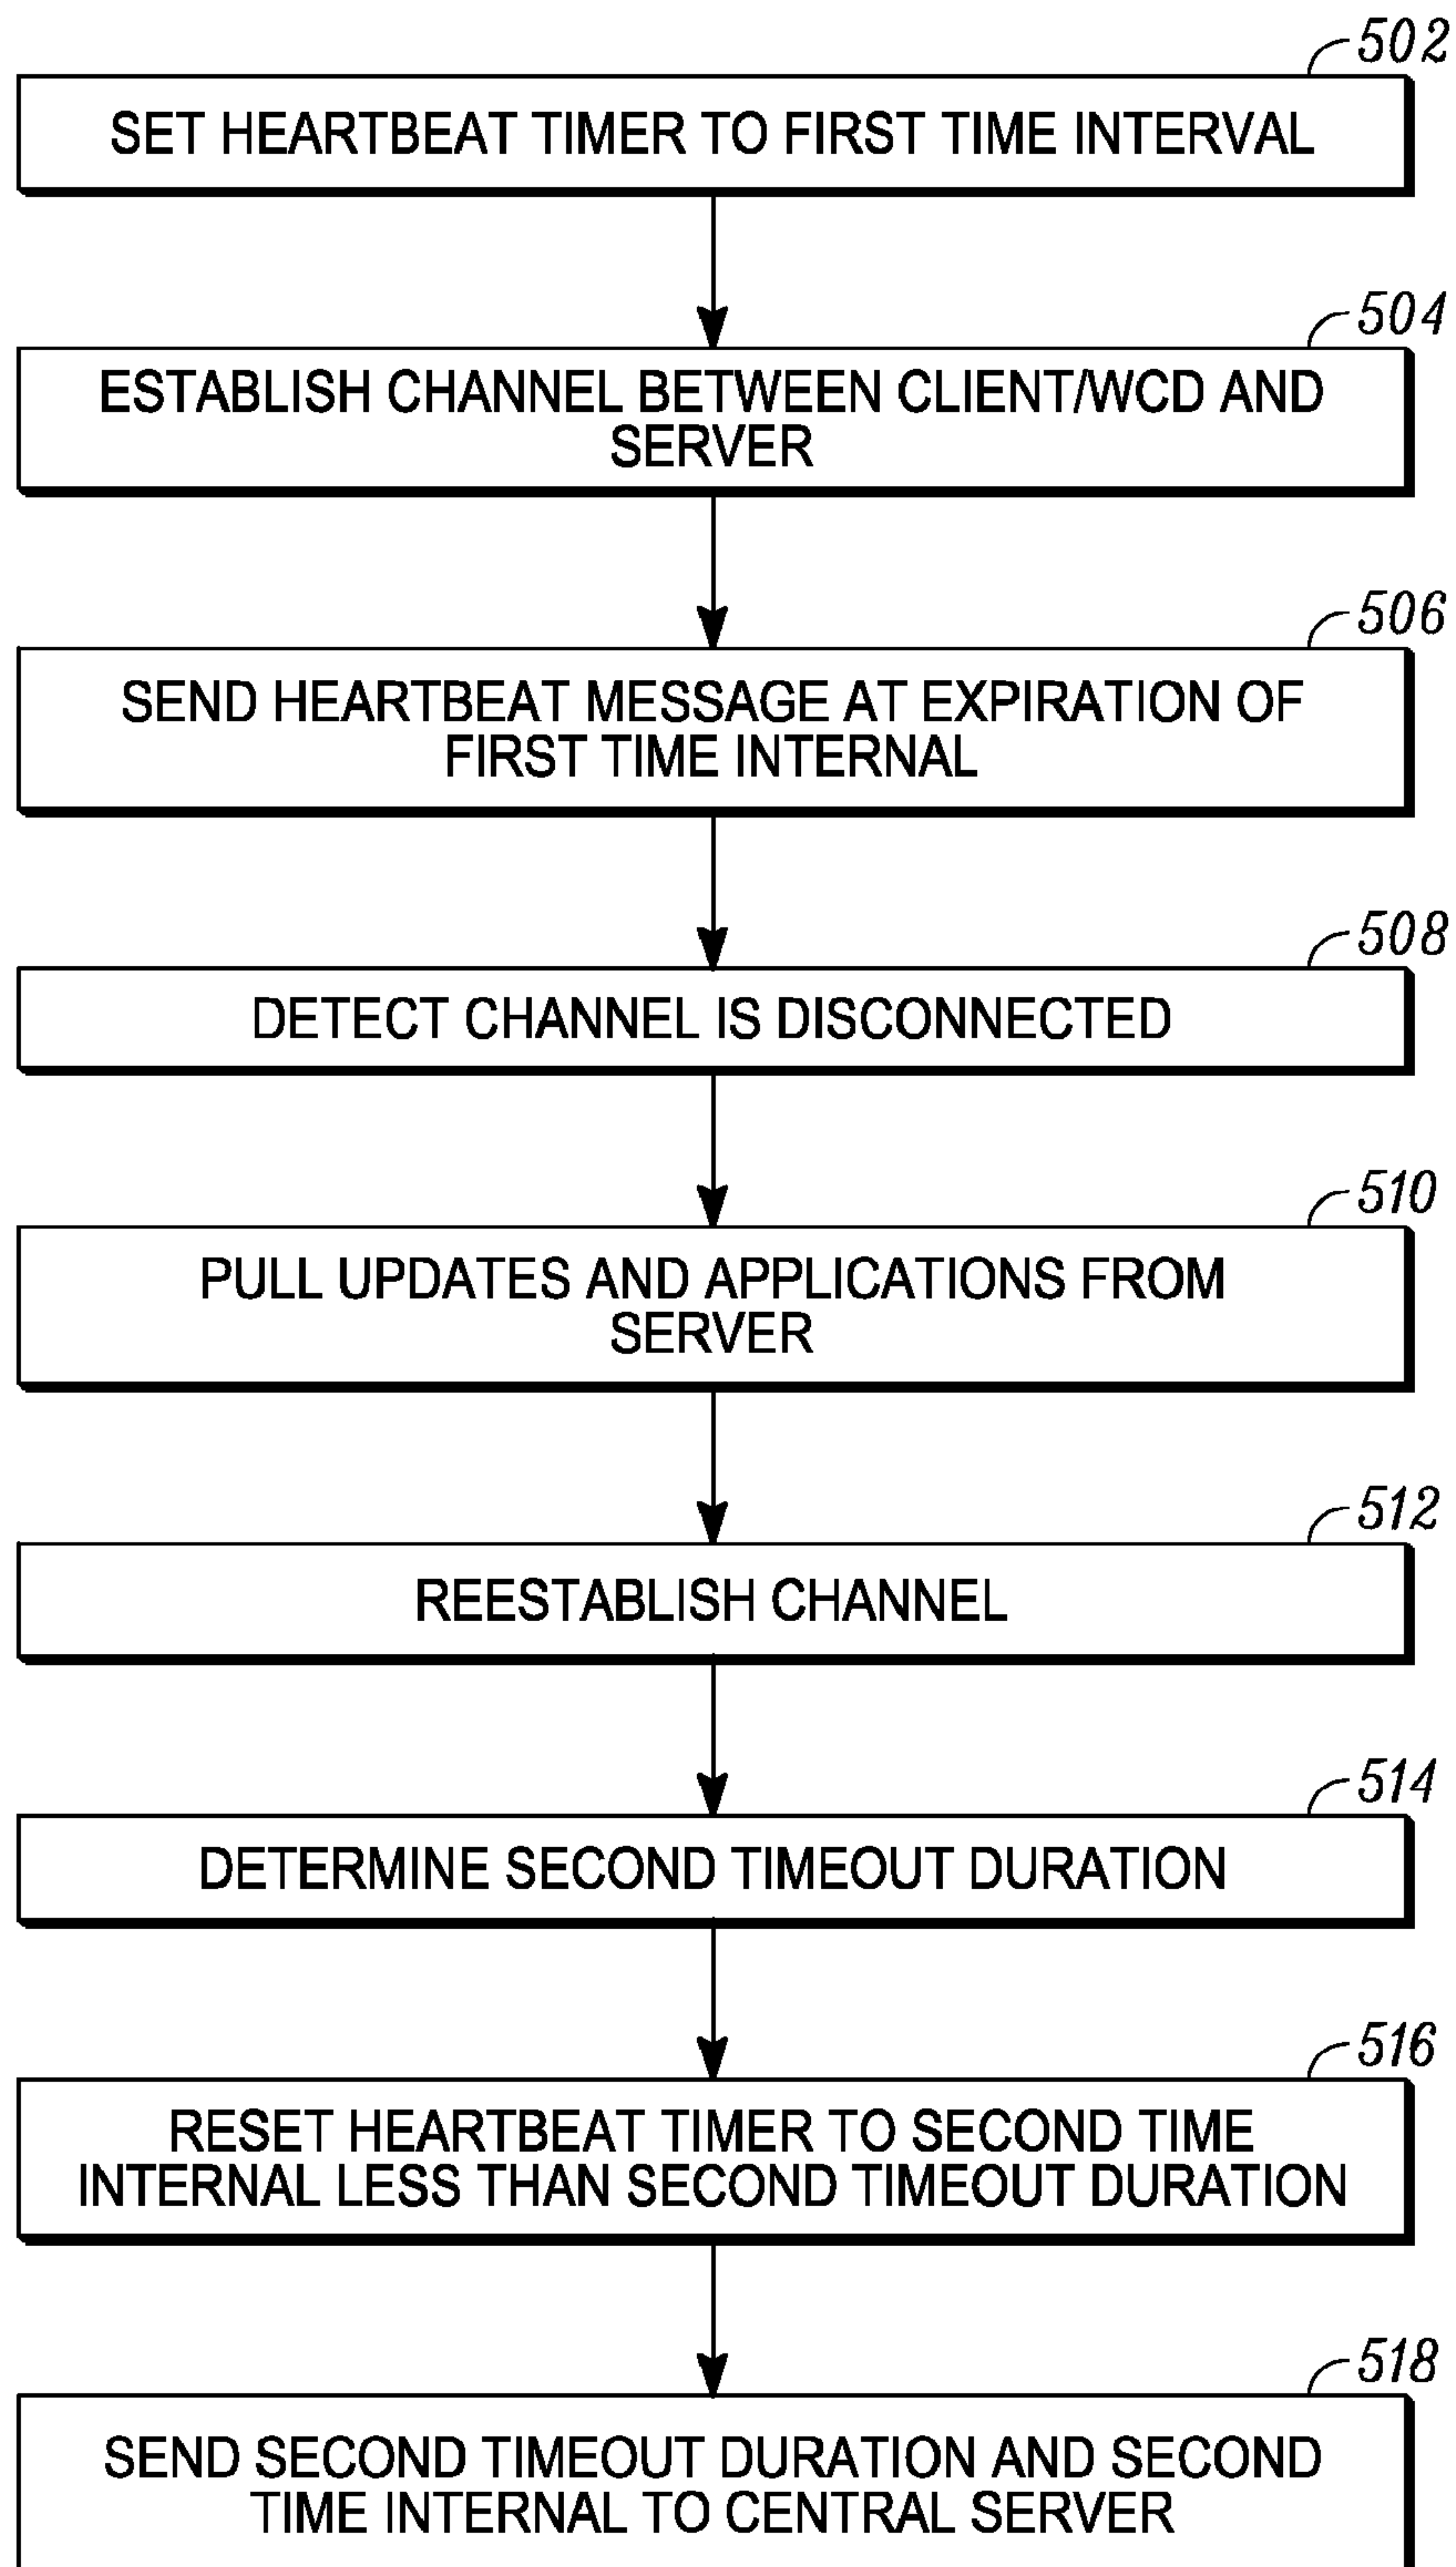 502
SET HEARTBEAT TIMER TO FIRST TIME INTERVAL
504
ESTABLISH CHANNEL BETWEEN CLIENT/WCD AND
SERVER
506
SEND HEARTBEAT MESSAGE AT EXPIRATION OF
FIRST TIME INTERNAL
508
DETECT CHANNEL IS DISCONNECTED
510
PULL UPDATES AND APPLICATIONS FROM
SERVER
512
REESTABLISH CHANNEL
514
DETERMINE SECOND TIMEOUT DURATION
516
RESET HEARTBEAT TIMER TO SECOND TIME
INTERNAL LESS THAN SECOND TIMEOUT DURATION
518
SEND SECOND TIMEOUT DURATION AND SECOND
TIME INTERNAL TO CENTRAL SERVER